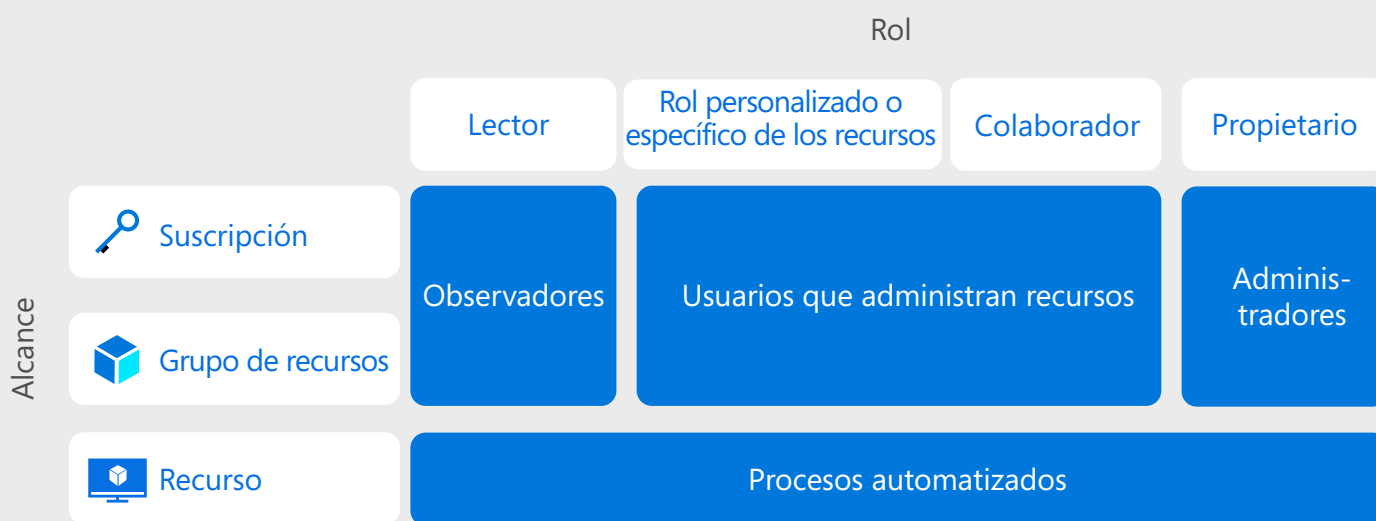 Rol
Lector
Rol personalizado o
específico de los recursos
Colaborador
Propietario
Alcance
Suscripción
Grupo de recursos
Observadores
Usuarios que administran recursos
Adminis-
tradores
Recurso
Procesos automatizados